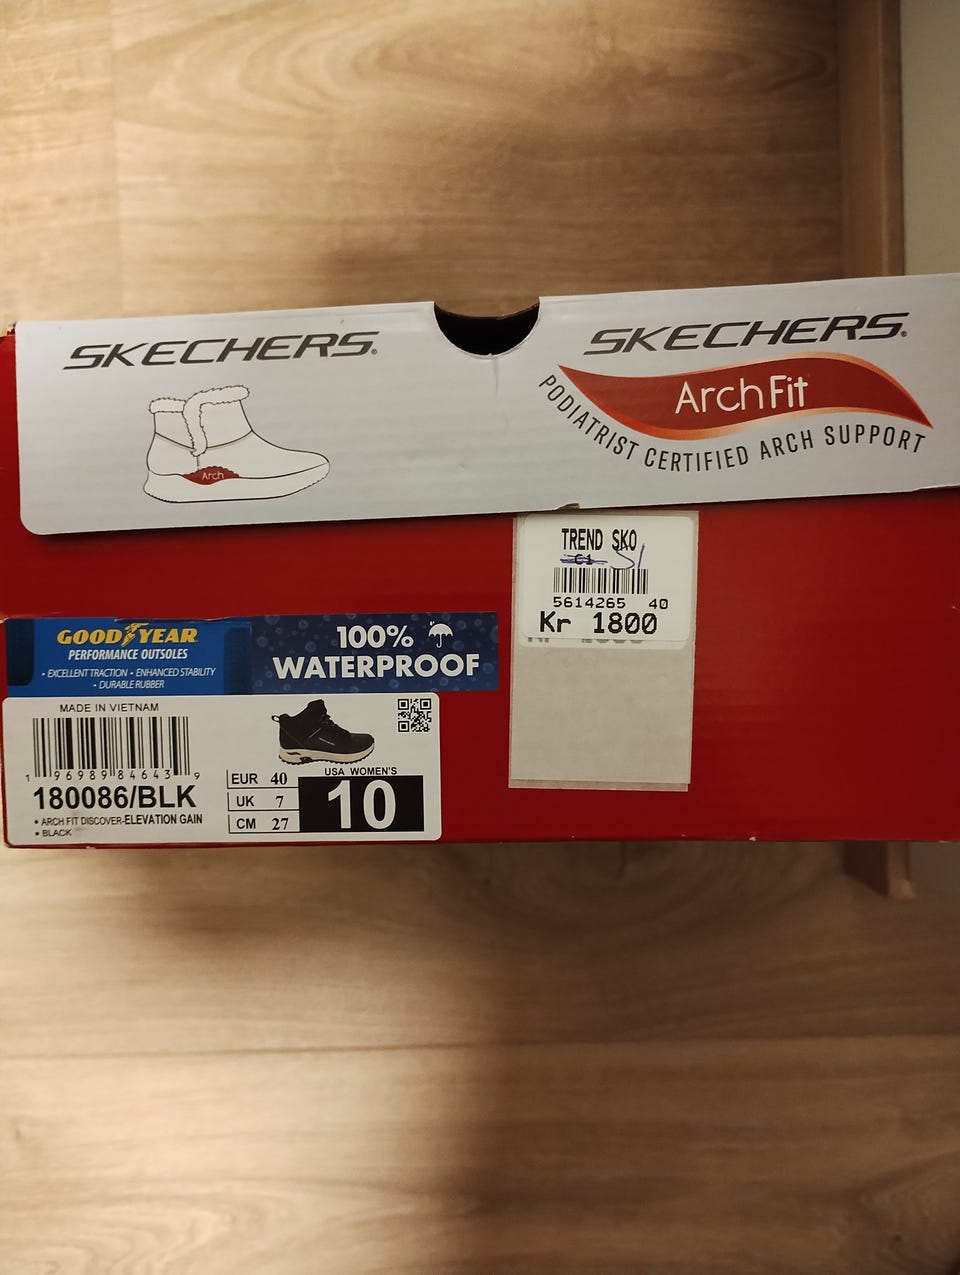 SKECHERS®
Arch
SKECHERS®
ArchFit
PODIATRIST CERTIFIED ARCH SUPPORT
TREND SKO
S1
5614265 40
Kr 1800
GOODYEAR
PERFORMANCE OUTSOLES
• EXCELLENT TRACTION • ENHANCED STABILITY
• DURABLE RUBBER
100%
WATERPROOF
MADE IN VIETNAM
1 96989 84643 9
180086/BLK
• ARCH FIT DISCOVER-ELEVATION GAIN
• BLACK
EUR 40
UK 7
CM 27
USA WOMEN'S
10